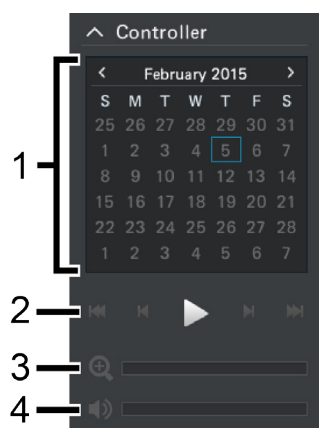 Controller
February 2015
S M T W T F S
25 26 27 28 29 30 31
1 2 3 4 5 6 7
8 9 10 11 12 13 14
15 16 17 18 19 20 21
22 23 24 25 26 27 28
1 2 3 4 5 6 7
1
2
3
4